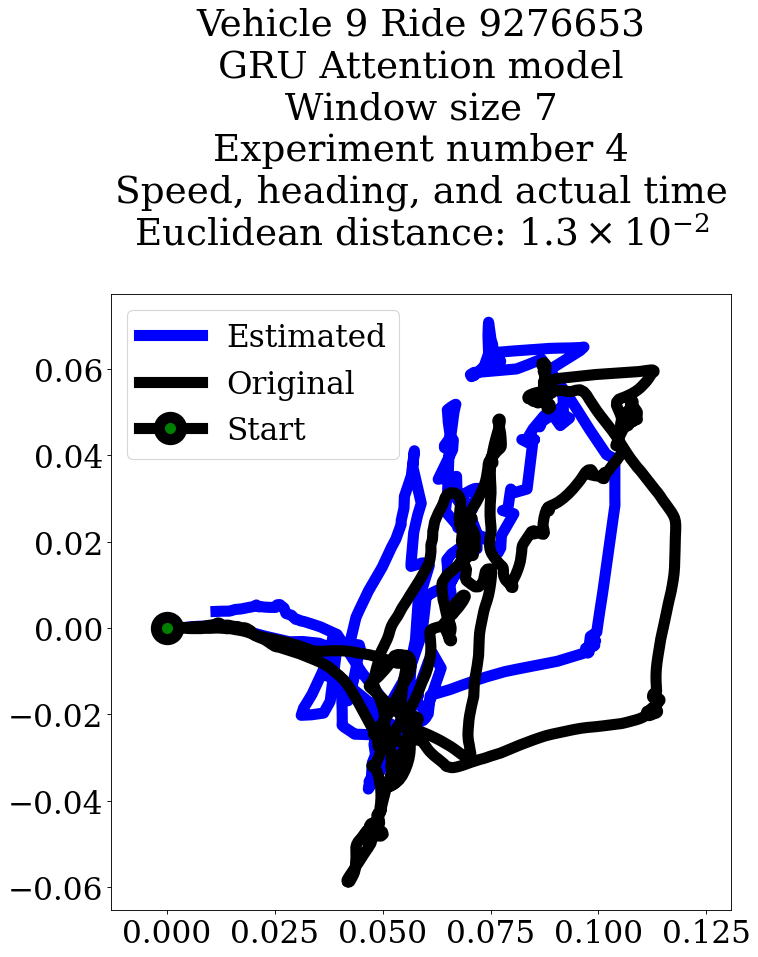 Vehicle 9 Ride 9276653
GRU Attention model
Window size 7
Experiment number 4
Speed, heading, and actual time
Euclidean distance: 1.3 × 10⁻²
Estimated
Original
Start
0.06
0.04
0.02
0.00
−0.02
−0.04
−0.06
0.000 0.025 0.050 0.075 0.100 0.125